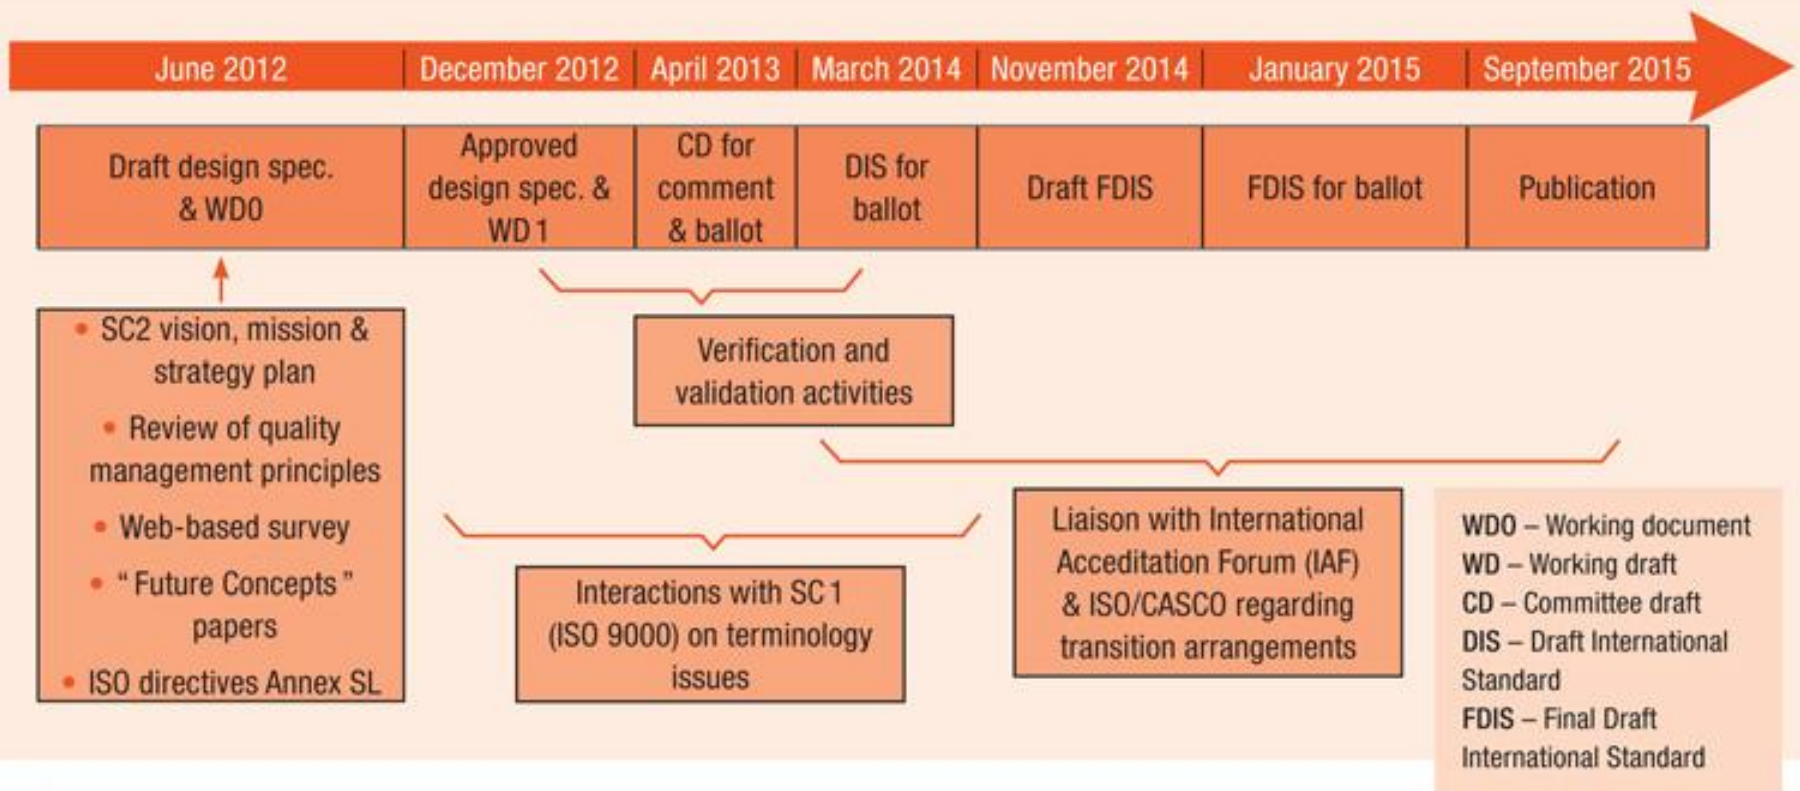 June 2012
December 2012
April 2013
March 2014
November 2014
January 2015
September 2015
Draft design spec.
& WD0
Approved
design spec. &
WD 1
CD for
comment
& ballot
DIS for
ballot
Draft FDIS
FDIS for ballot
Publication
• SC2 vision, mission &
strategy plan
• Review of quality
management principles
• Web-based survey
• “Future Concepts”
papers
• ISO directives Annex SL
Verification and
validation activities
Interactions with SC 1
(ISO 9000) on terminology
issues
Liaison with International
Acceditation Forum (IAF)
& ISO/CASCO regarding
transition arrangements
WDO – Working document
WD – Working draft
CD – Committee draft
DIS – Draft International
Standard
FDIS – Final Draft
International Standard